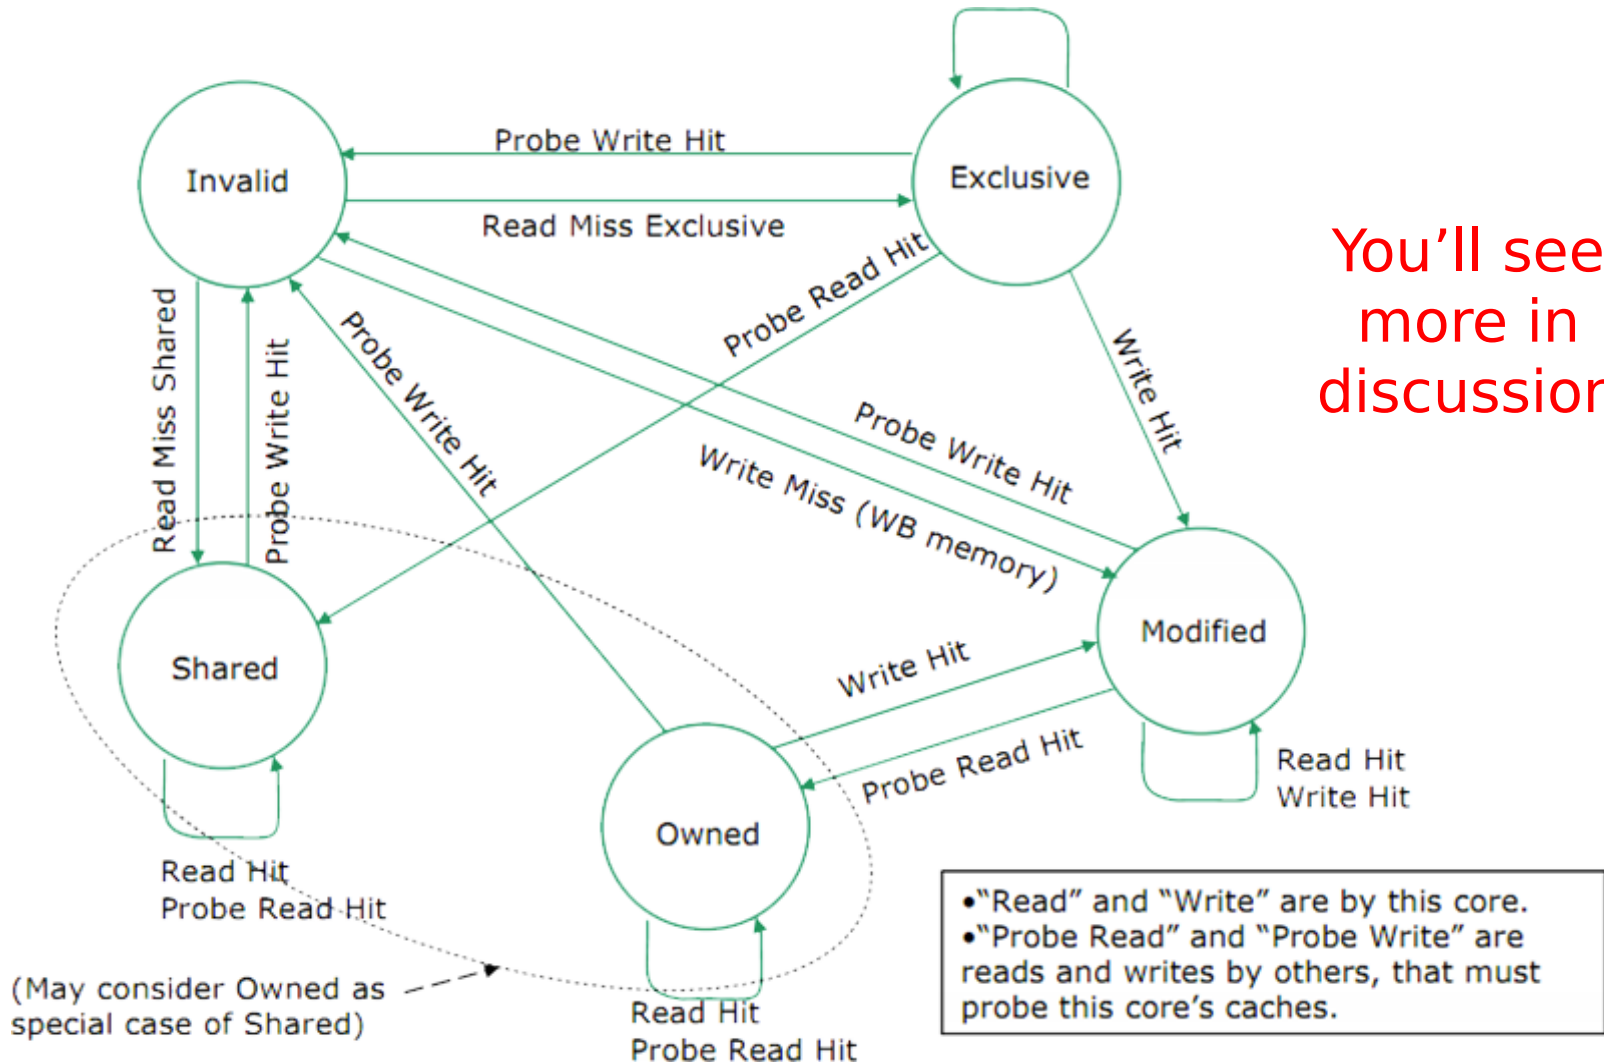 Probe Write Hit
Invalid
Exclusive
Read Miss Exclusive
You’ll see
more in
discussion
Probe Read Hit
Read Miss Shared
Probe Write Hit
Probe Write Hit
Write Hit
Probe Write Hit
Write Miss (WB memory)
Shared
Modified
Write Hit
Probe Read Hit
Read Hit
Write Hit
Owned
Read Hit
Probe Read Hit
•“Read” and “Write” are by this core.
•“Probe Read” and “Probe Write” are
reads and writes by others, that must
probe this core’s caches.
(May consider Owned as
special case of Shared)
Read Hit
Probe Read Hit